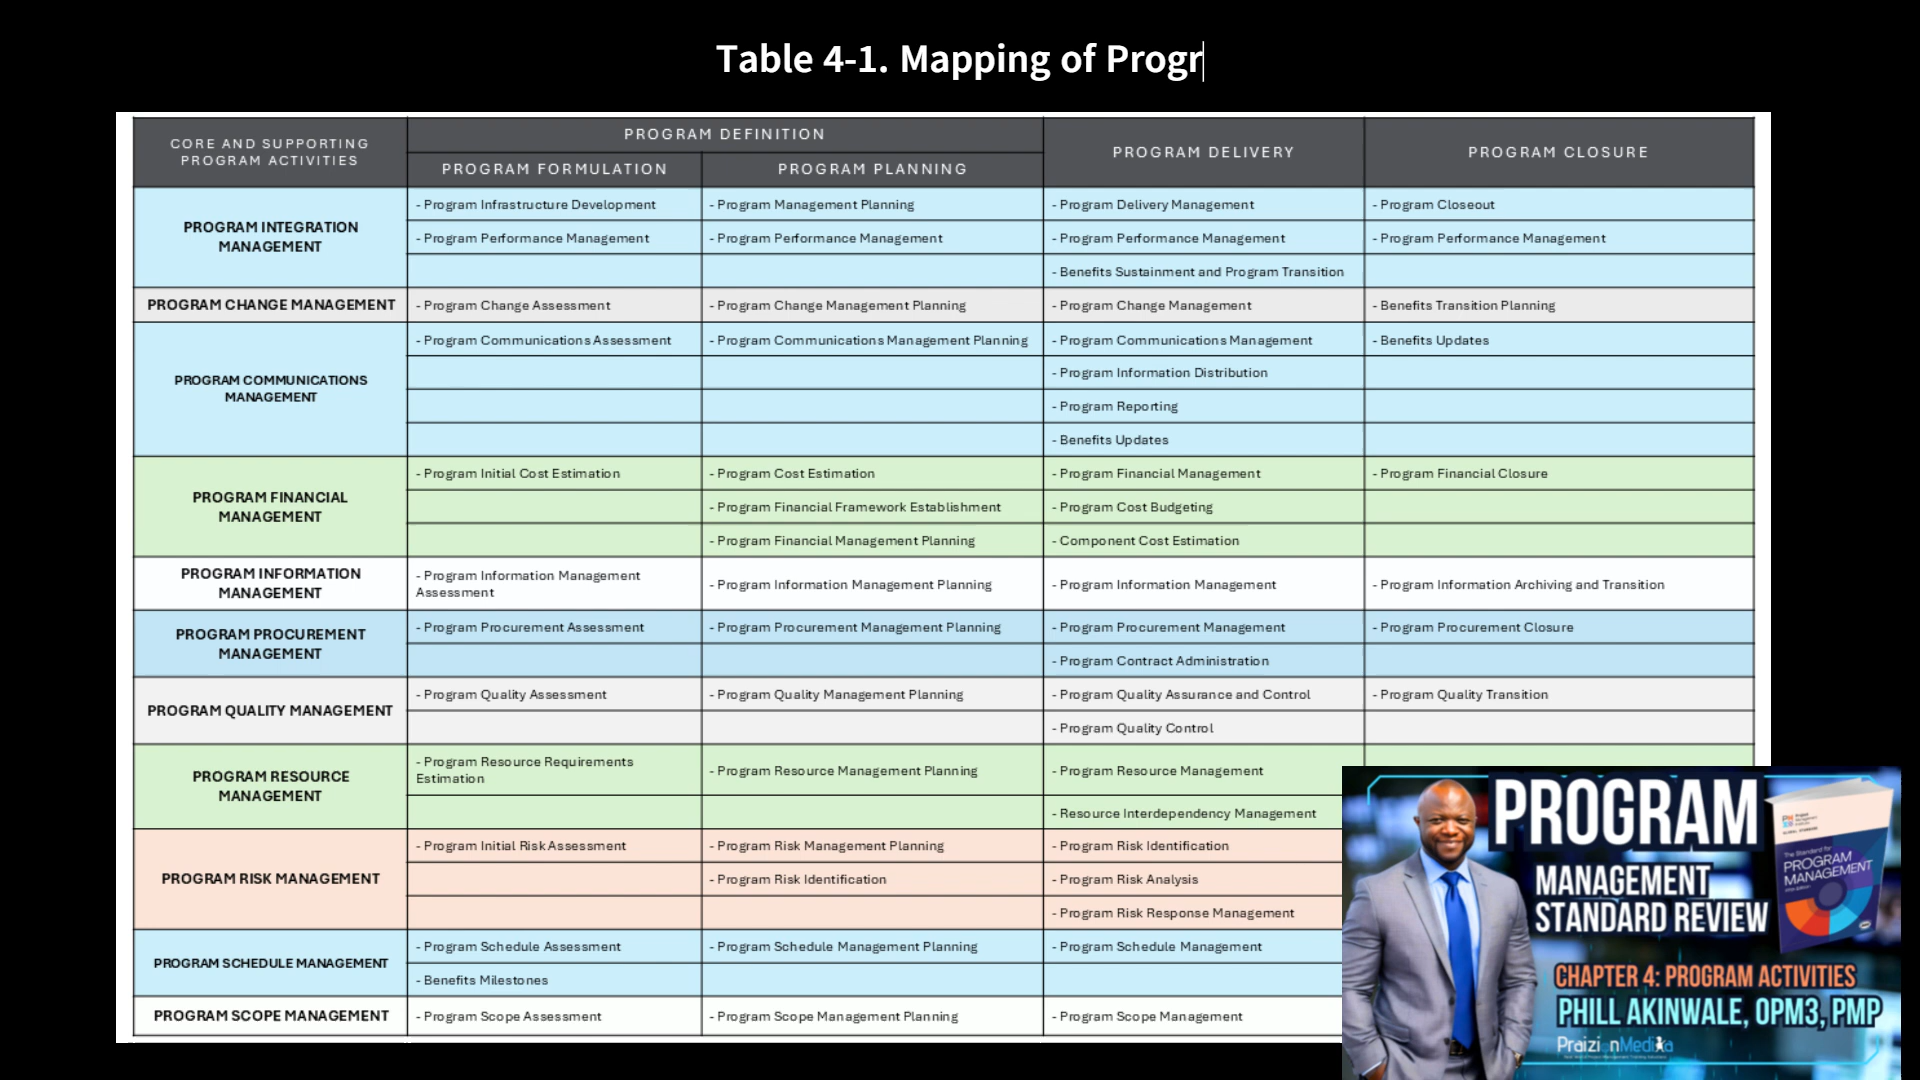 Table 4-1. Mapping of Progr
CORE AND SUPPORTING
PROGRAM ACTIVITIES
PROGRAM DEFINITION
PROGRAM FORMULATION
PROGRAM PLANNING
PROGRAM DELIVERY
PROGRAM CLOSURE
PROGRAM INTEGRATION
MANAGEMENT
- Program Infrastructure Development
- Program Management Planning
- Program Delivery Management
- Program Closeout
- Program Performance Management
- Program Performance Management
- Program Performance Management
- Program Performance Management
- Benefits Sustainment and Program Transition
PROGRAM CHANGE MANAGEMENT
- Program Change Assessment
- Program Change Management Planning
- Program Change Management
- Benefits Transition Planning
PROGRAM COMMUNICATIONS
MANAGEMENT
- Program Communications Assessment
- Program Communications Management Planning
- Program Communications Management
- Benefits Updates
- Program Information Distribution
- Program Reporting
- Benefits Updates
PROGRAM FINANCIAL
MANAGEMENT
- Program Initial Cost Estimation
- Program Cost Estimation
- Program Financial Management
- Program Financial Closure
- Program Financial Framework Establishment
- Program Cost Budgeting
- Program Financial Management Planning
- Component Cost Estimation
PROGRAM INFORMATION
MANAGEMENT
- Program Information Management
Assessment
- Program Information Management Planning
- Program Information Management
- Program Information Archiving and Transition
PROGRAM PROCUREMENT
MANAGEMENT
- Program Procurement Assessment
- Program Procurement Management Planning
- Program Procurement Management
- Program Procurement Closure
- Program Contract Administration
PROGRAM QUALITY MANAGEMENT
- Program Quality Assessment
- Program Quality Management Planning
- Program Quality Assurance and Control
- Program Quality Transition
- Program Quality Control
PROGRAM RESOURCE
MANAGEMENT
- Program Resource Requirements
Estimation
- Program Resource Management Planning
- Program Resource Management
- Resource Interdependency Management
PROGRAM RISK MANAGEMENT
- Program Initial Risk Assessment
- Program Risk Management Planning
- Program Risk Identification
- Program Risk Identification
- Program Risk Analysis
- Program Risk Response Management
PROGRAM SCHEDULE MANAGEMENT
- Program Schedule Assessment
- Program Schedule Management Planning
- Program Schedule Management
- Benefits Milestones
PROGRAM SCOPE MANAGEMENT
- Program Scope Assessment
- Program Scope Management Planning
- Program Scope Management
PROGRAM
MANAGEMENT
STANDARD REVIEW
The Standard for
PROGRAM
MANAGEMENT
CHAPTER 4: PROGRAM ACTIVITIES
PHILL AKINWALE, OPM3, PMP
PraizionMedia